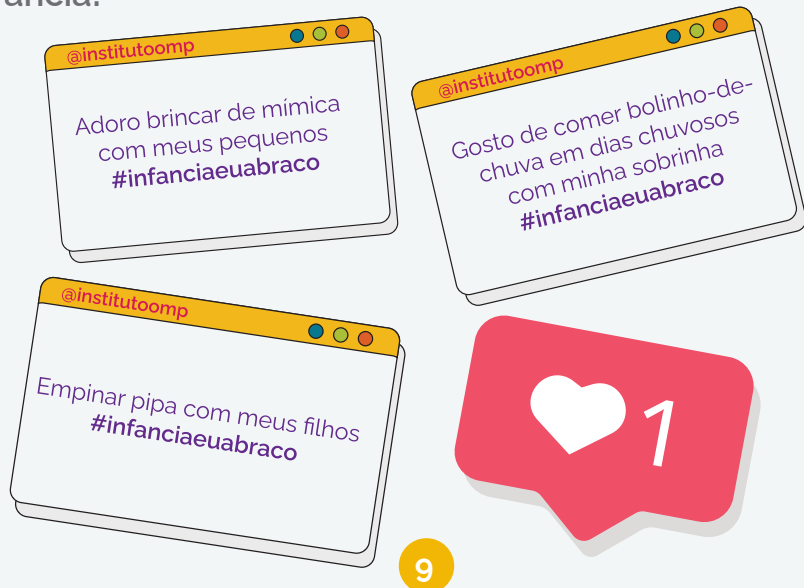 @institutoomp
Adoro brincar de mímica
com meus pequenos
#infanciaeuabraco
@institutoomp
Gosto de comer bolinho-de-
chuva em dias chuvosos
com minha sobrinha
#infanciaeuabraco
@institutoomp
Empinar pipa com meus filhos
#infanciaeuabraco
1
9